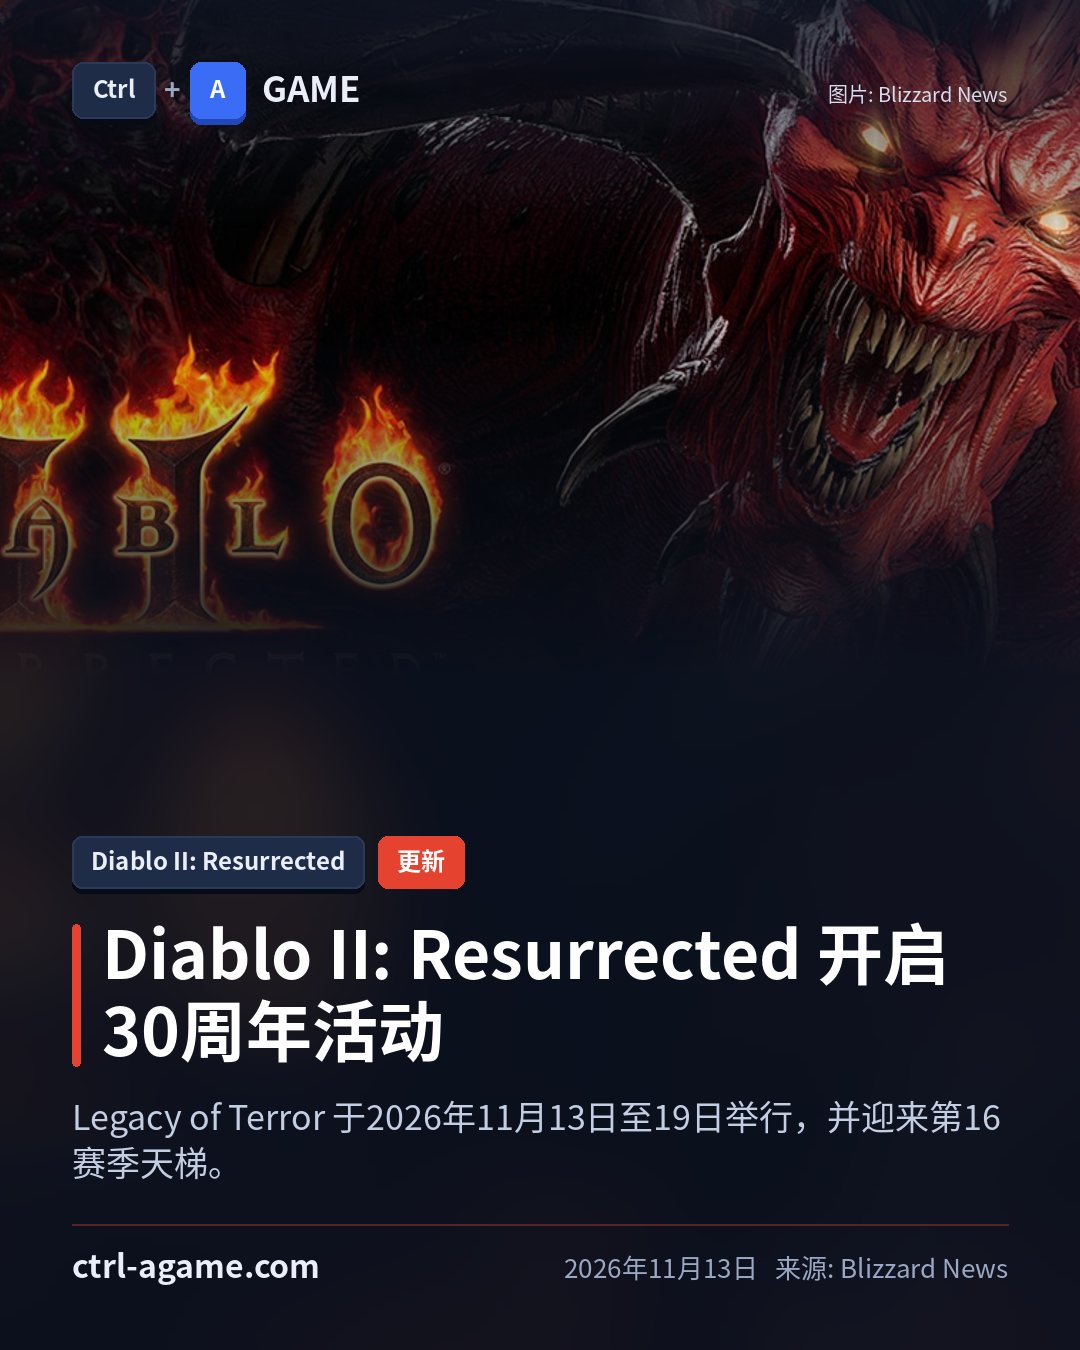 Ctrl + A GAME
图片: Blizzard News
ABLO
II
®
RRECTED
Diablo II: Resurrected 更新
Diablo II: Resurrected 开启
30周年活动
Legacy of Terror 于2026年11月13日至19日举行，并迎来第16
赛季天梯。
ctrl-agame.com
2026年11月13日 来源: Blizzard News